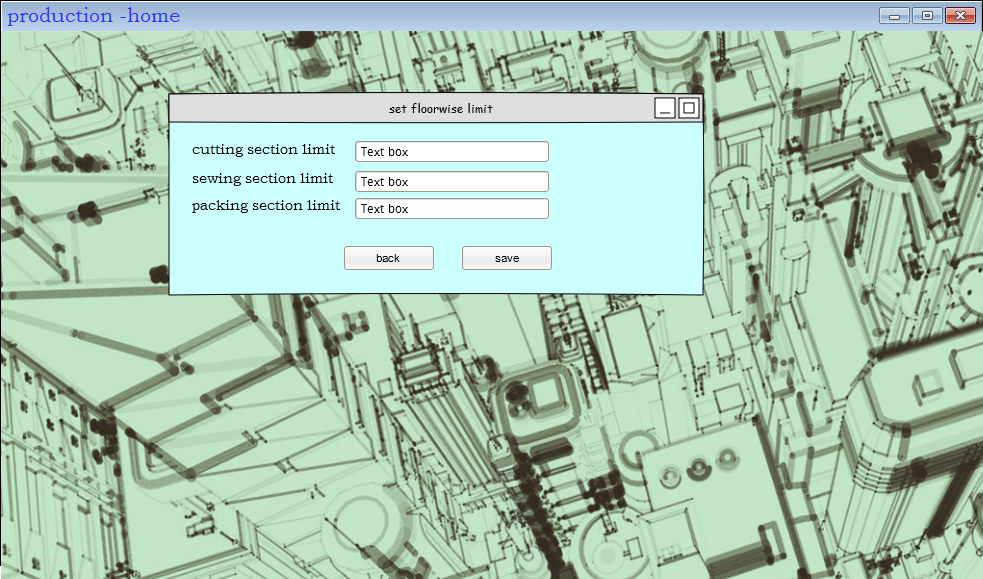 production -home
set floorwise limit
cutting section limit Text box
sewing section limit Text box
packing section limit Text box
back save